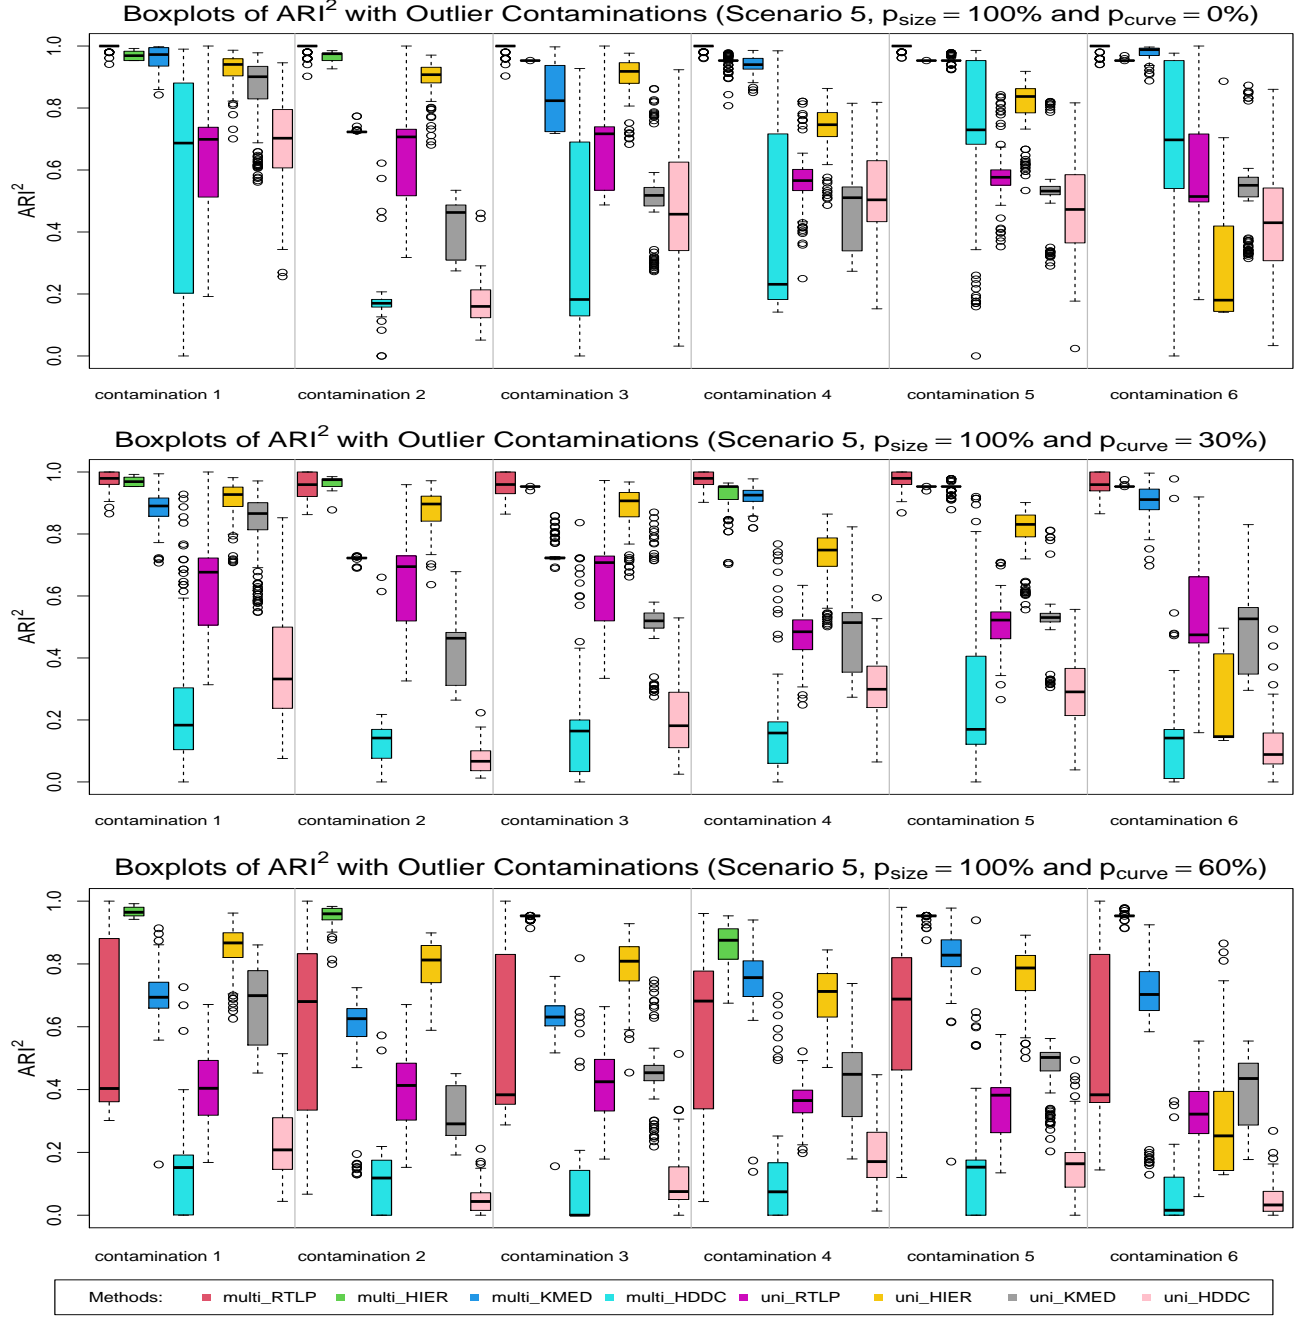 Boxplots of ARI² with Outlier Contaminations (Scenario 5, p_size = 100% and p_curve = 0%)
ARI²
1.0
0.8
0.6
0.4
0.2
0.0
contamination 1 contamination 2 contamination 3 contamination 4 contamination 5 contamination 6
Boxplots of ARI² with Outlier Contaminations (Scenario 5, p_size = 100% and p_curve = 30%)
ARI²
1.0
0.8
0.6
0.4
0.2
0.0
contamination 1 contamination 2 contamination 3 contamination 4 contamination 5 contamination 6
Boxplots of ARI² with Outlier Contaminations (Scenario 5, p_size = 100% and p_curve = 60%)
ARI²
1.0
0.8
0.6
0.4
0.2
0.0
contamination 1 contamination 2 contamination 3 contamination 4 contamination 5 contamination 6
Methods: multi_RTLP multi_HIER multi_KMED multi_HDDC uni_RTLP uni_HIER uni_KMED uni_HDDC